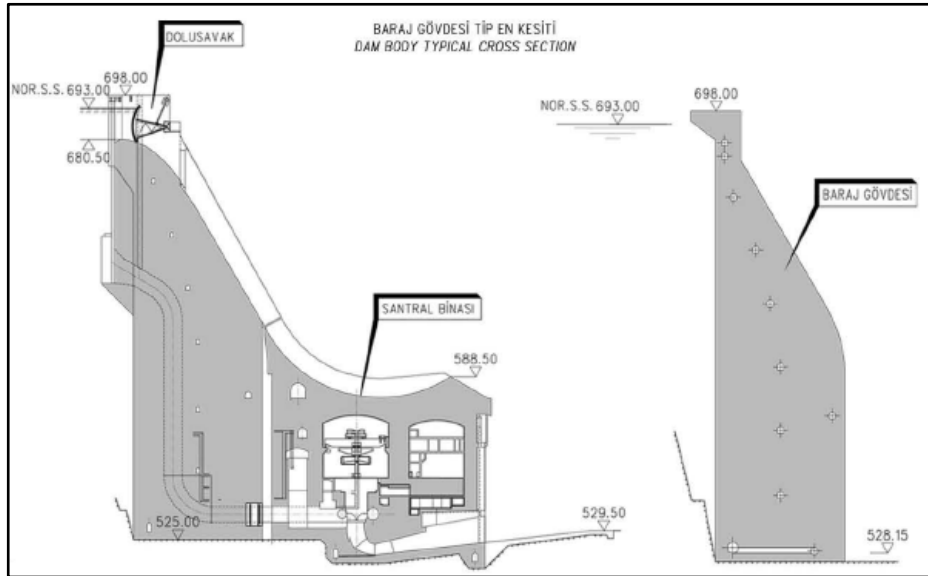 BARAJ GÖVDESİ TİP EN KESİTİ
DAM BODY TYPICAL CROSS SECTION
DOLUSAVAK
698.00
NOR.S.S. 693.00
680.50
698.00
NOR.S.S. 693.00
BARAJ GÖVDESİ
SANTRAL BİNASI
588.50
525.00
529.50
528.15